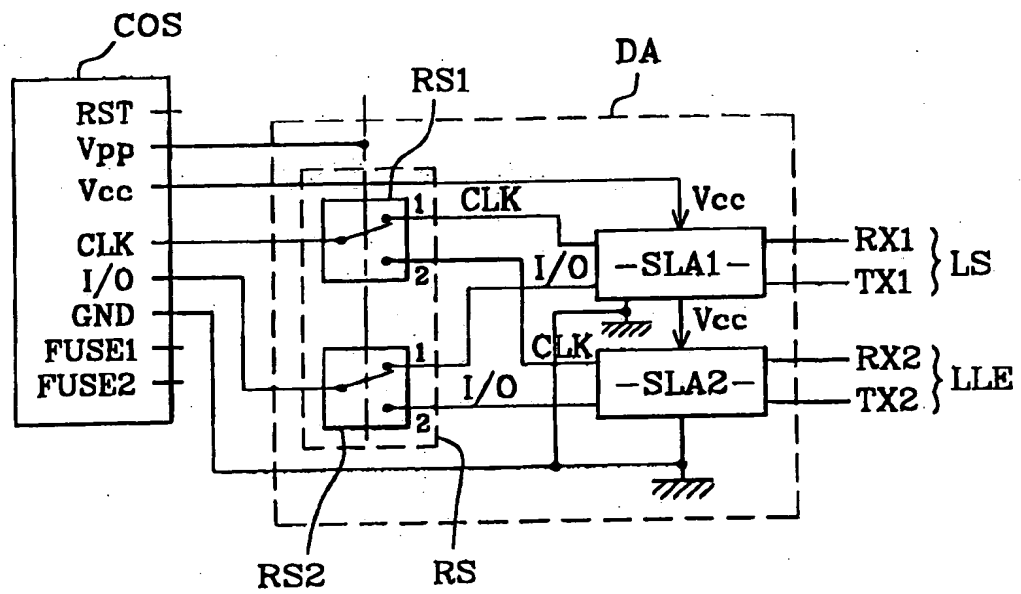 COS
DA
RS1
RST
Vpp
Vcc
CLK
I/O
GND
FUSE1
FUSE2
1
2
1
2
CLK
I/O
CLK
I/O
Vcc
-SLA1-
Vcc
-SLA2-
RX1
TX1
LS
RX2
TX2
LLE
RS2
RS